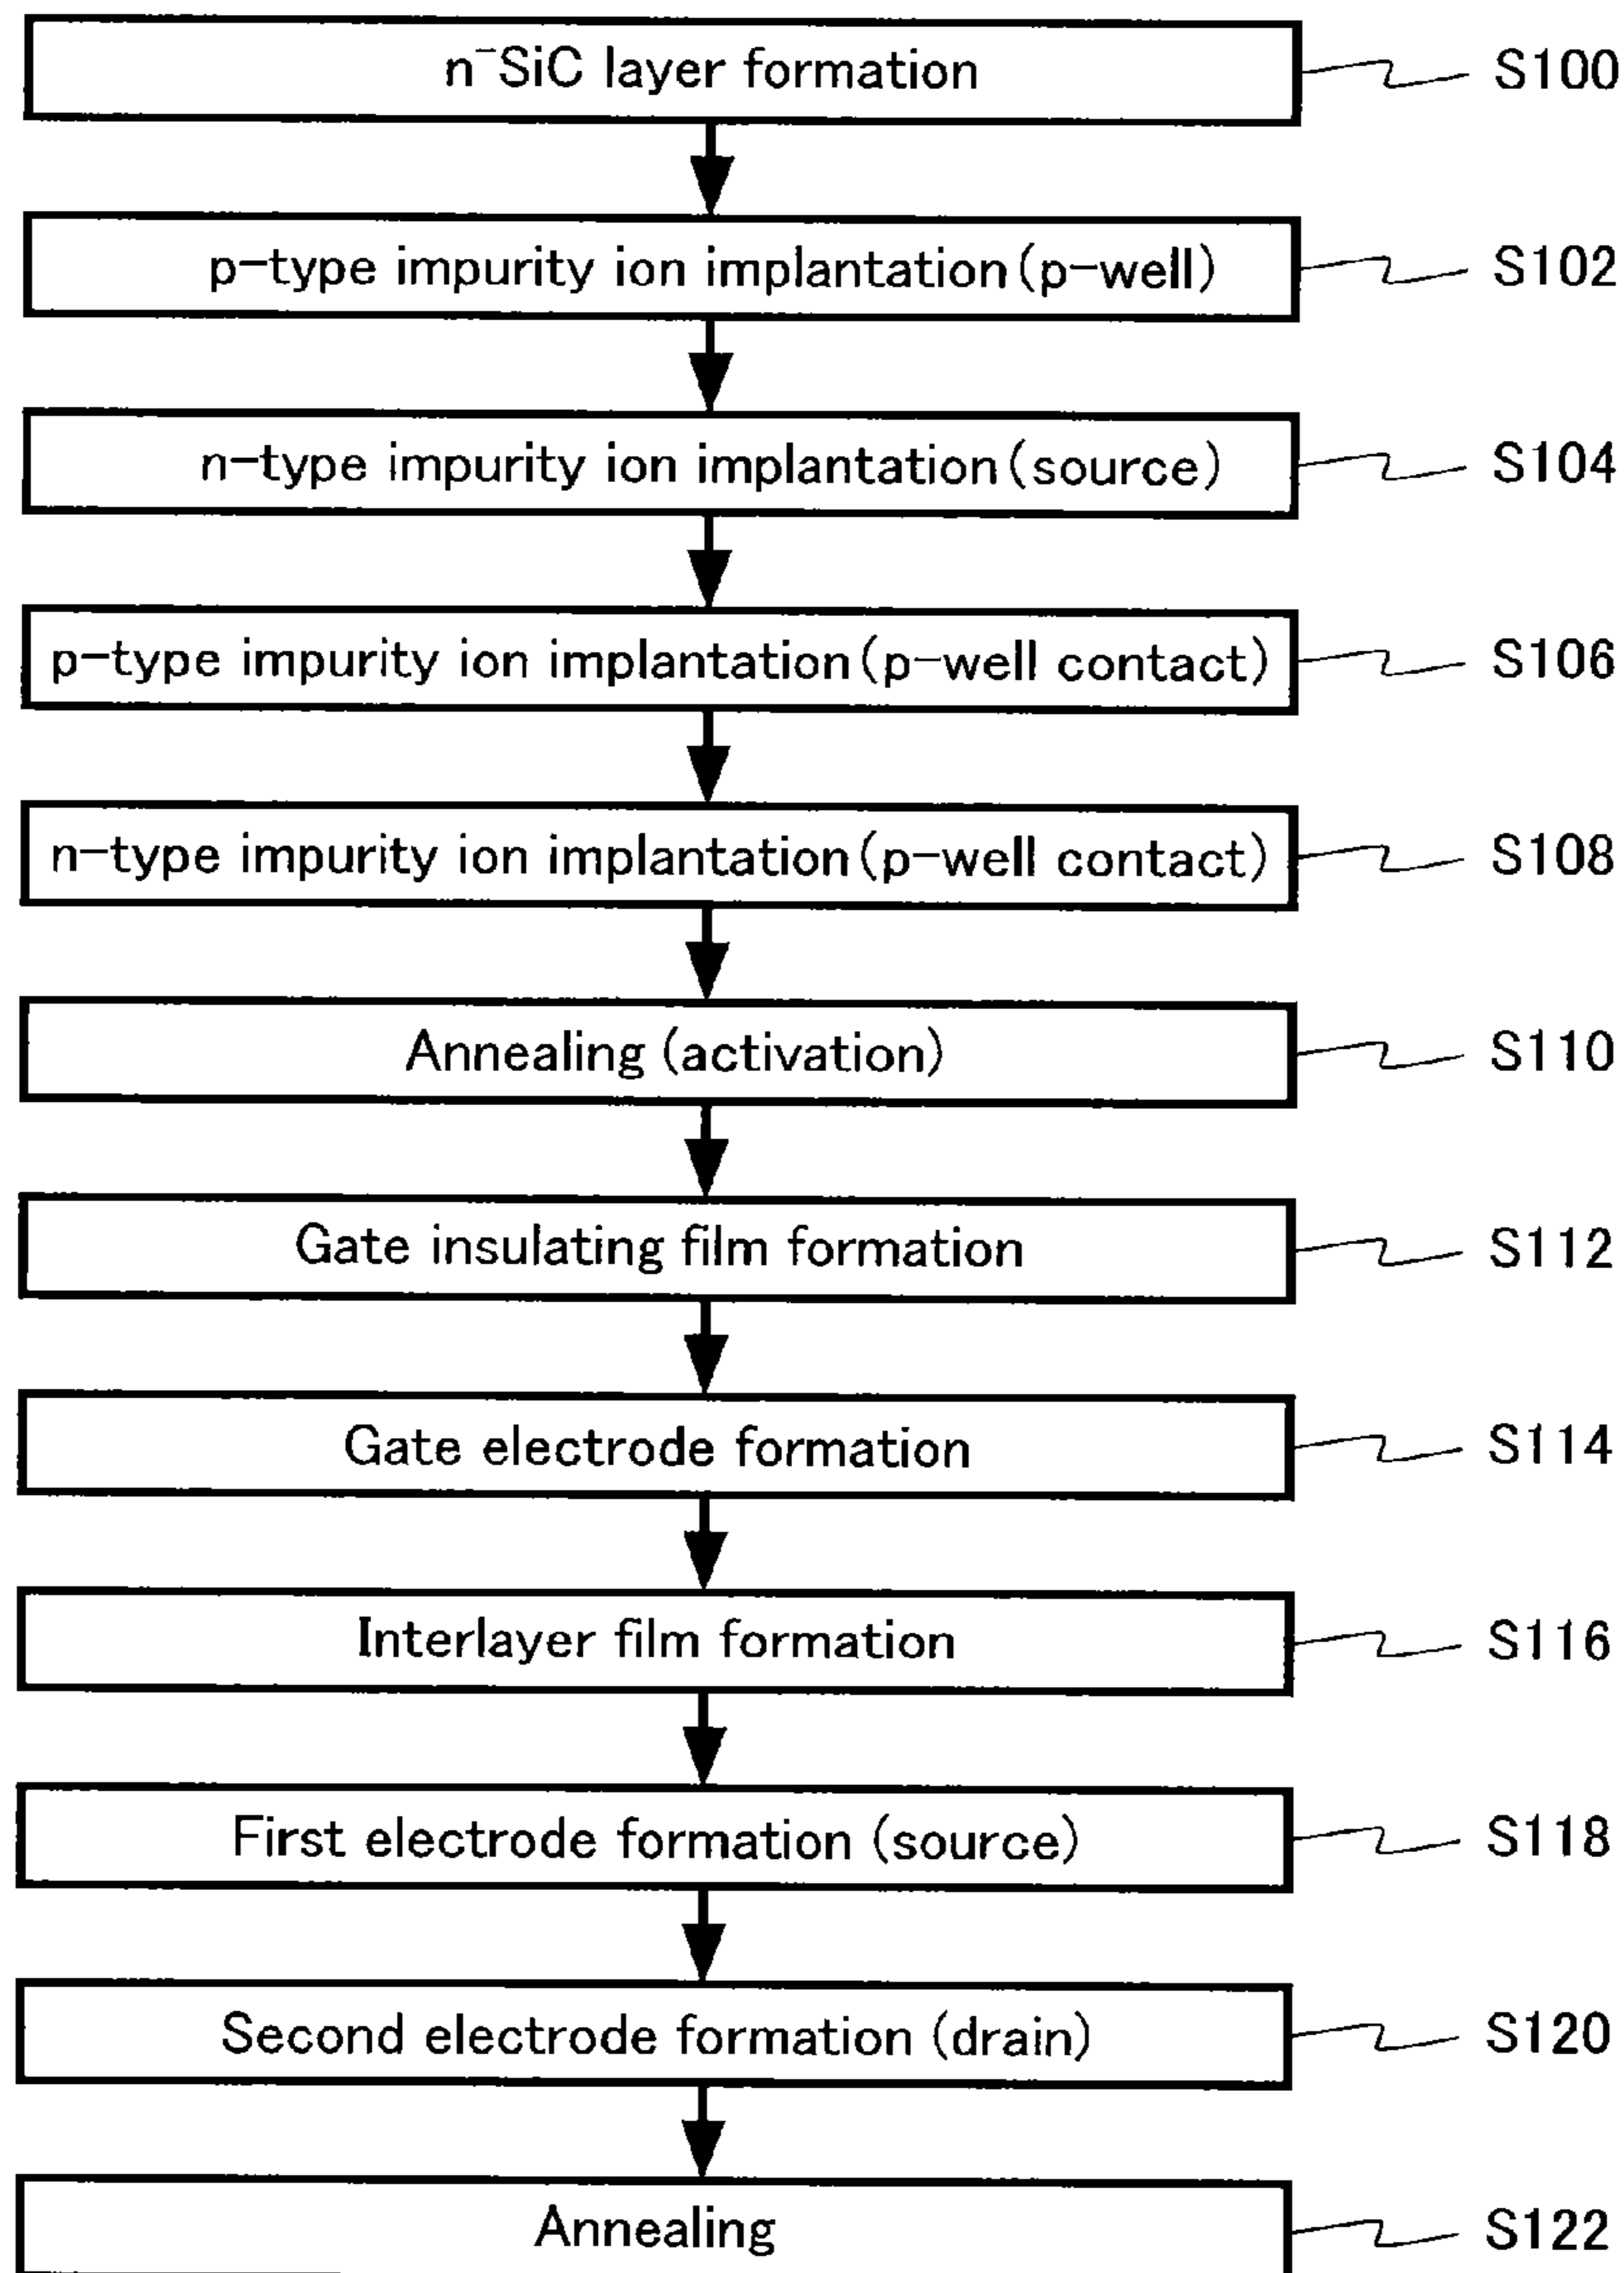 n⁻SiC layer formation S100
p-type impurity ion implantation(p-well) S102
n-type impurity ion implantation(source) S104
p-type impurity ion implantation(p-well contact) S106
n-type impurity ion implantation(p-well contact) S108
Annealing (activation) S110
Gate insulating film formation S112
Gate electrode formation S114
Interlayer film formation S116
First electrode formation (source) S118
Second electrode formation (drain) S120
Annealing S122